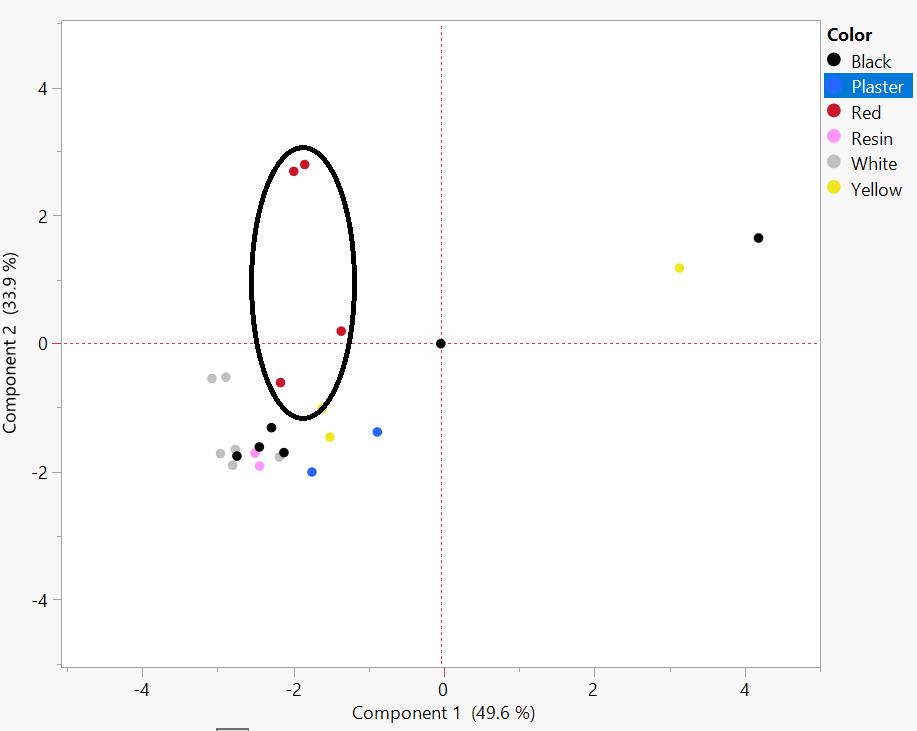 Color
Black
Plaster
Red
Resin
White
Yellow
4
2
0
-2
-4
Component 2 (33.9 %)
-4
-2
0
2
4
Component 1 (49.6 %)